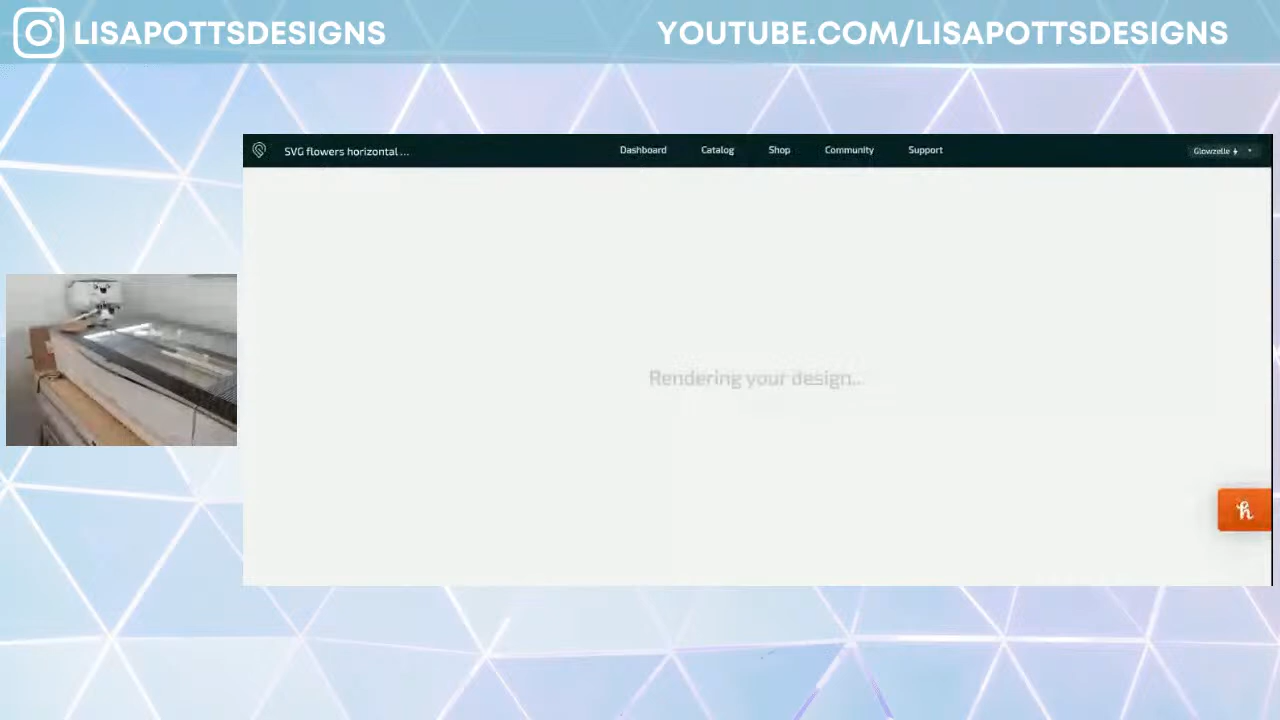 LISAPOTTSDESIGNS
YOUTUBE.COM/LISAPOTTSDESIGNS
SVG flowers horizontal ...
Dashboard
Catalog
Shop
Community
Support
Glowzelle
Rendering your design...
h